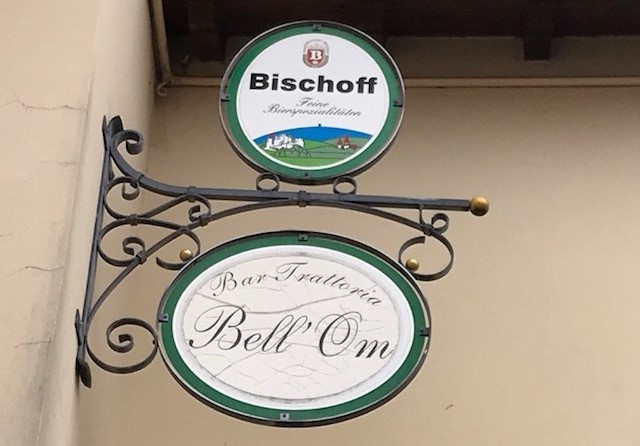 B
Bischoff
Feine
Bierspezialitäten
Bar-Trattoria
Bell'Om